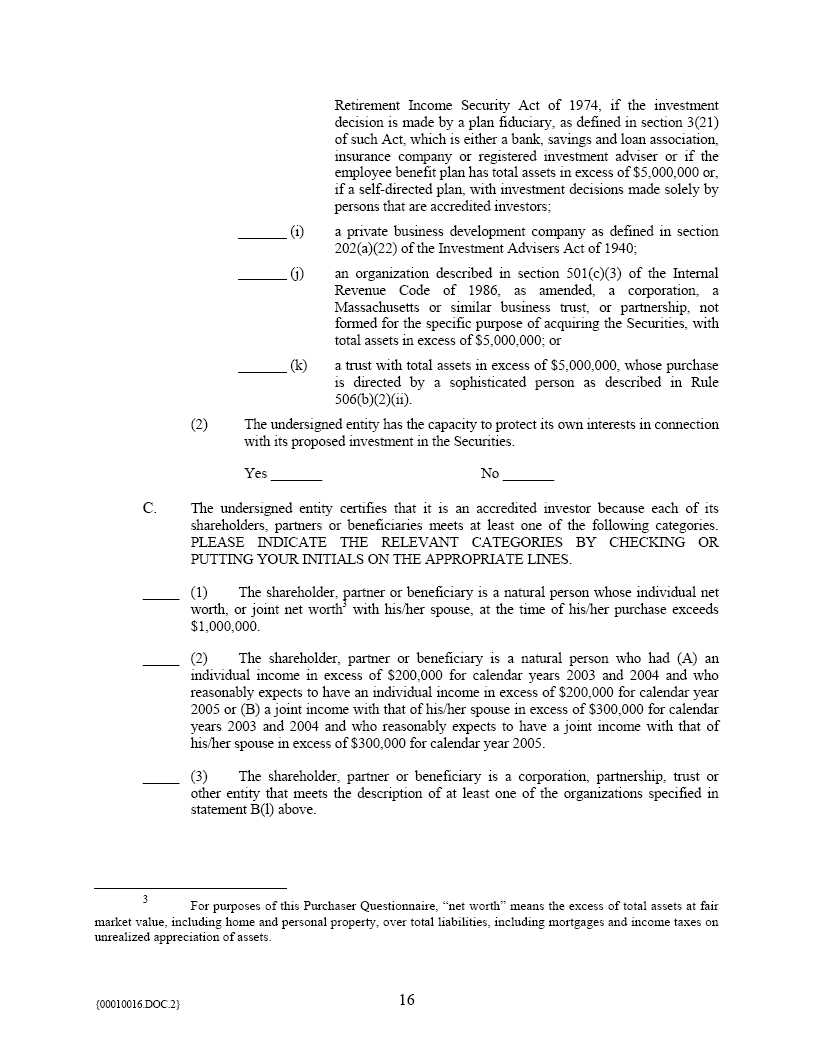 Retirement Income Security Act of 1974, if the investment
decision is made by a plan fiduciary, as defined in section 3(21)
of such Act, which is either a bank, savings and loan association,
insurance company or registered investment adviser or if the
employee benefit plan has total assets in excess of $5,000,000 or,
if a self-directed plan, with investment decisions made solely by
persons that are accredited investors;
_______ (i) a private business development company as defined in section
202(a)(22) of the Investment Advisers Act of 1940;
_______ (j) an organization described in section 501(c)(3) of the Internal
Revenue Code of 1986, as amended, a corporation, a
Massachusetts or similar business trust, or partnership, not
formed for the specific purpose of acquiring the Securities, with
total assets in excess of $5,000,000; or
_______ (k) a trust with total assets in excess of $5,000,000, whose purchase
is directed by a sophisticated person as described in Rule
506(b)(2)(ii).
(2) The undersigned entity has the capacity to protect its own interests in connection
with its proposed investment in the Securities.
Yes _______ No _______
C. The undersigned entity certifies that it is an accredited investor because each of its
shareholders, partners or beneficiaries meets at least one of the following categories.
PLEASE INDICATE THE RELEVANT CATEGORIES BY CHECKING OR
PUTTING YOUR INITIALS ON THE APPROPRIATE LINES.
_____ (1) The shareholder, partner or beneficiary is a natural person whose individual net
worth, or joint net worth3 with his/her spouse, at the time of his/her purchase exceeds
$1,000,000.
_____ (2) The shareholder, partner or beneficiary is a natural person who had (A) an
individual income in excess of $200,000 for calendar years 2003 and 2004 and who
reasonably expects to have an individual income in excess of $200,000 for calendar year
2005 or (B) a joint income with that of his/her spouse in excess of $300,000 for calendar
years 2003 and 2004 and who reasonably expects to have a joint income with that of
his/her spouse in excess of $300,000 for calendar year 2005.
_____ (3) The shareholder, partner or beneficiary is a corporation, partnership, trust or
other entity that meets the description of at least one of the organizations specified in
statement B(l) above.
3 For purposes of this Purchaser Questionnaire, “net worth” means the excess of total assets at fair
market value, including home and personal property, over total liabilities, including mortgages and income taxes on
unrealized appreciation of assets.
{00010016.DOC.2} 16